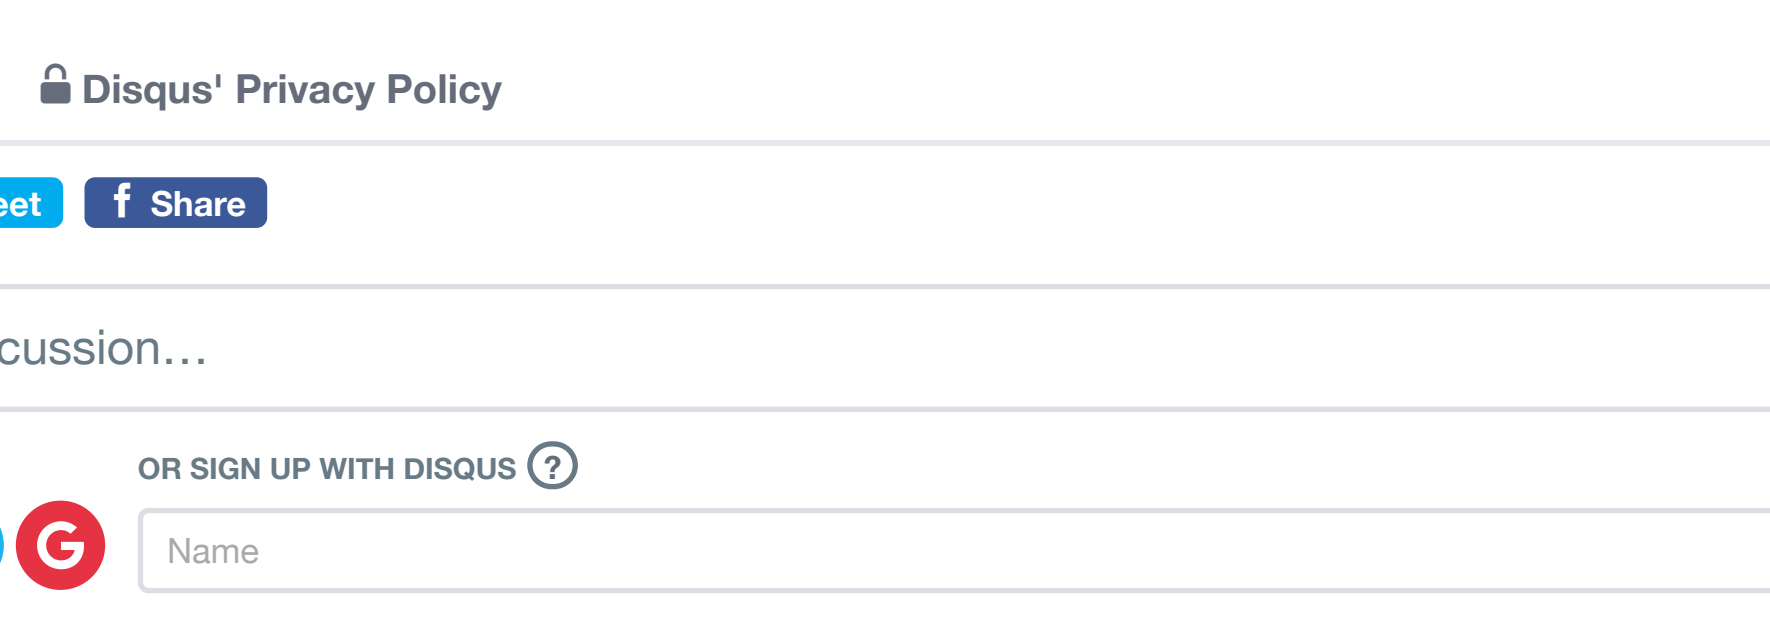 Disqus' Privacy Policy
eet f Share
cussion...
OR SIGN UP WITH DISQUS ?
G Name